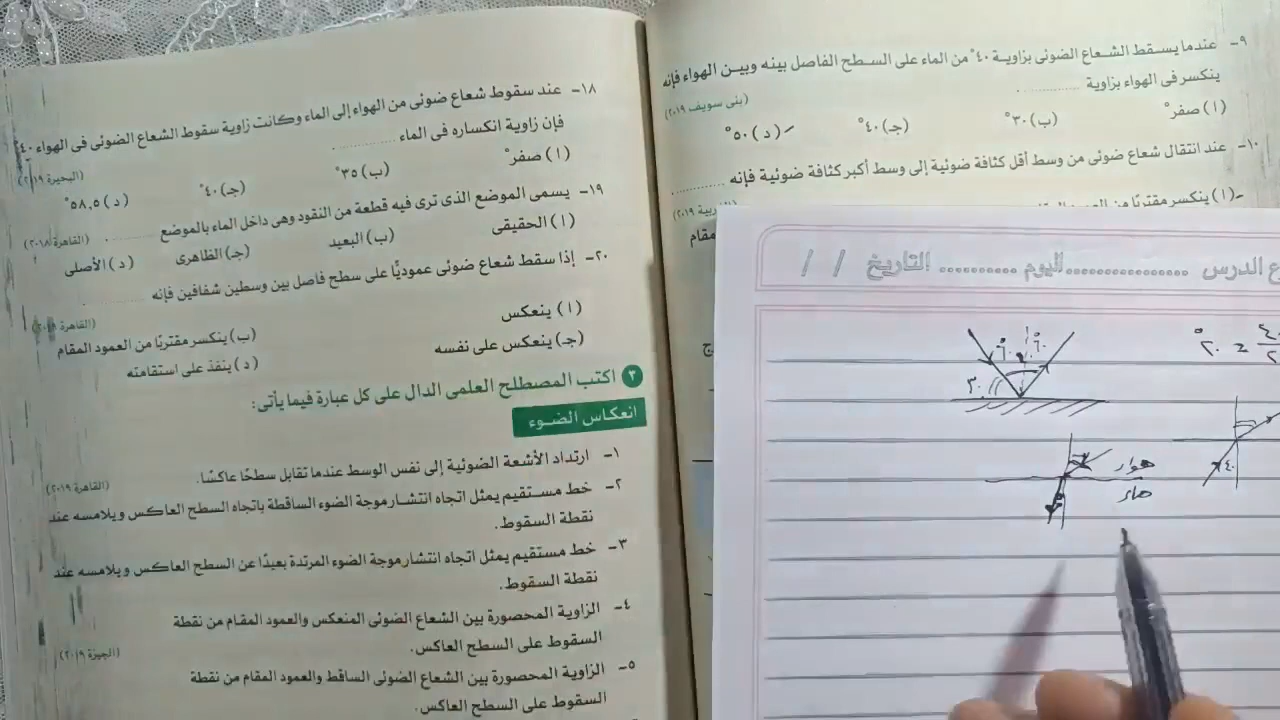 ٩- عندما يسقط الشعاع الضوئى بزاوية ٤٠° من الماء على السطح الفاصل بينه وبين الهواء فإنه
ينكسر فى الهواء بزاوية ............
(بنى سويف ٢٠١٩)
(أ) صفر° (ب) ٣٠° (جـ) ٤٠° (د) ٥٠°
١٠- عند انتقال شعاع ضوئى من وسط أقل كثافة ضوئية إلى وسط أكبر كثافة ضوئية فإنه ............
(أ) ينكسر مقتربًا من العمود
٢٠١٩)
ع الدرس ................ اليوم .......... التاريخ / /
٦٠° ٦٠°
٣٠
٢٠°
٤٠
هواء
ماء
١٨- عند سقوط شعاع ضوئى من الهواء إلى الماء وكانت زاوية سقوط الشعاع الضوئى فى الهواء ٤٠°
فإن زاوية انكساره فى الماء ............
(البحيرة ٢٠١٩)
(أ) صفر° (ب) ٣٥° (جـ) ٤٠° (د) ٥٨,٥°
١٩- يسمى الموضع الذى ترى فيه قطعة من النقود وهى داخل الماء بالموضع ............
(القاهرة ٢٠١٨)
(أ) الحقيقى (ب) البعيد (جـ) الظاهرى (د) الأصلى
٢٠- إذا سقط شعاع ضوئى عموديًّا على سطح فاصل بين وسطين شفافين فإنه ............
(القاهرة ٢٠١٩)
(أ) ينعكس (ب) ينكسر مقتربًا من العمود المقام
(جـ) ينعكس على نفسه (د) ينفذ على استقامته
٣ اكتب المصطلح العلمى الدال على كل عبارة فيما يأتى:
انعكاس الضوء
١- ارتداد الأشعة الضوئية إلى نفس الوسط عندما تقابل سطحًا عاكسًا. (القاهرة ٢٠١٩)
٢- خط مستقيم يمثل اتجاه انتشار موجة الضوء الساقطة باتجاه السطح العاكس ويلامسه عند
نقطة السقوط.
٣- خط مستقيم يمثل اتجاه انتشار موجة الضوء المرتدة بعيدًا عن السطح العاكس ويلامسه عند
نقطة السقوط.
٤- الزاوية المحصورة بين الشعاع الضوئى المنعكس والعمود المقام من نقطة
السقوط على السطح العاكس. (الجيزة ٢٠١٩)
٥- الزاوية المحصورة بين الشعاع الضوئى الساقط والعمود المقام من نقطة
السقوط على السطح العاكس.